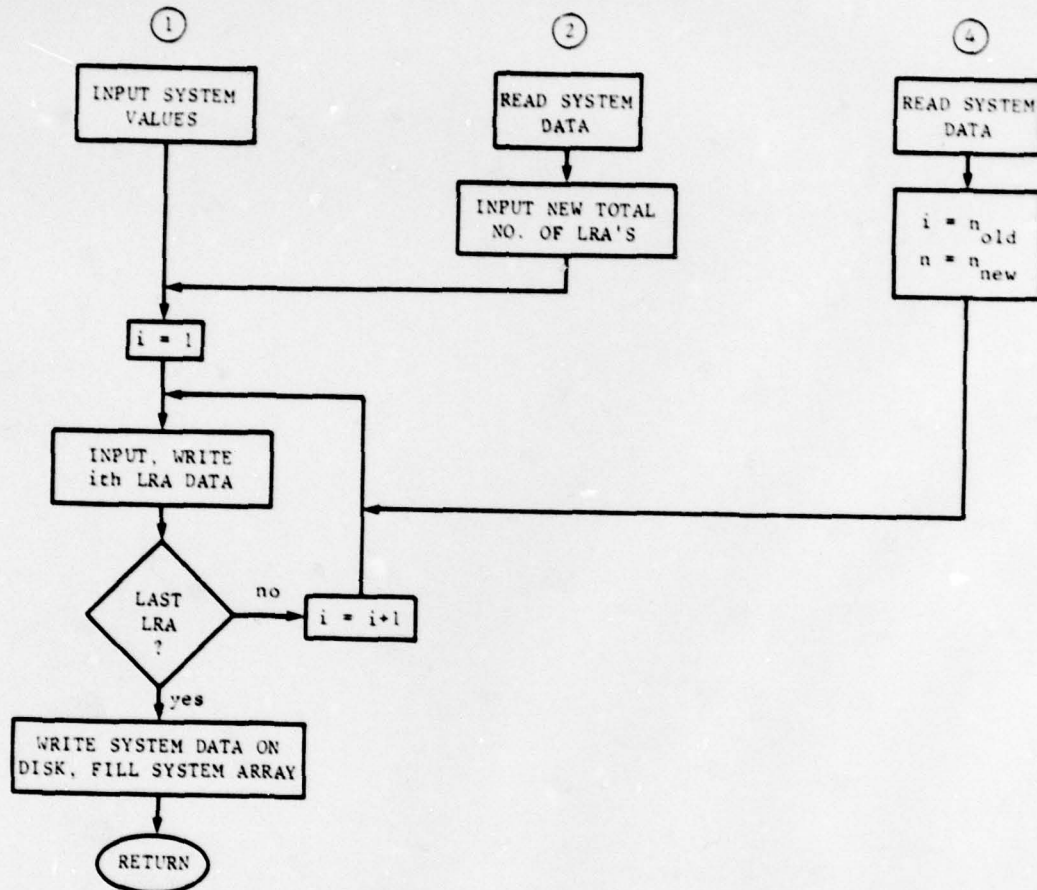 1
INPUT SYSTEM
VALUES
i = 1
INPUT, WRITE
ith LRA DATA
LAST
LRA
?
no
i = i+1
yes
WRITE SYSTEM DATA ON
DISK, FILL SYSTEM ARRAY
RETURN
2
READ SYSTEM
DATA
INPUT NEW TOTAL
NO. OF LRA'S
4
READ SYSTEM
DATA
i = n_old
n = n_new